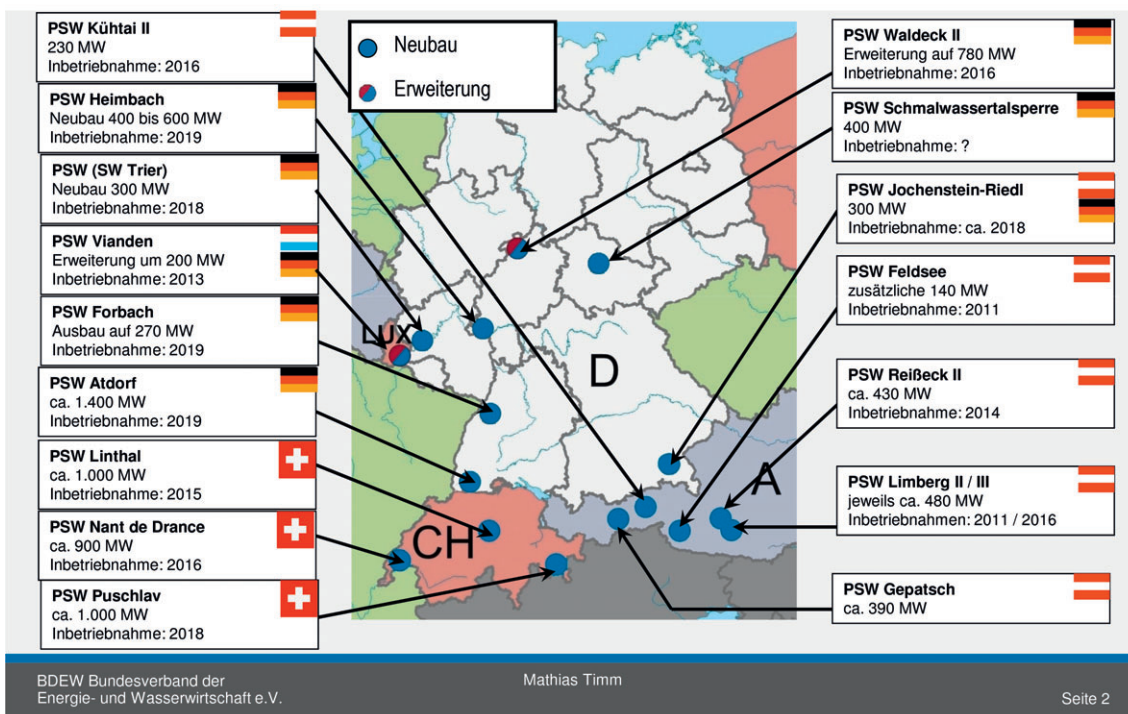 PSW Kühtai II
230 MW
Inbetriebnahme: 2016
PSW Heimbach
Neubau 400 bis 600 MW
Inbetriebnahme: 2019
PSW (SW Trier)
Neubau 300 MW
Inbetriebnahme: 2018
PSW Vianden
Erweiterung um 200 MW
Inbetriebnahme: 2013
PSW Forbach
Ausbau auf 270 MW
Inbetriebnahme: 2019
PSW Atdorf
ca. 1.400 MW
Inbetriebnahme: 2019
PSW Linthal
ca. 1.000 MW
Inbetriebnahme: 2015
PSW Nant de Drance
ca. 900 MW
Inbetriebnahme: 2016
PSW Puschlav
ca. 1.000 MW
Inbetriebnahme: 2018
Neubau
Erweiterung
LUX
D
A
CH
PSW Waldeck II
Erweiterung auf 780 MW
Inbetriebnahme: 2016
PSW Schmalwassertalsperre
400 MW
Inbetriebnahme: ?
PSW Jochenstein-Riedl
300 MW
Inbetriebnahme: ca. 2018
PSW Feldsee
zusätzliche 140 MW
Inbetriebnahme: 2011
PSW Reißeck II
ca. 430 MW
Inbetriebnahme: 2014
PSW Limberg II / III
jeweils ca. 480 MW
Inbetriebnahmen: 2011 / 2016
PSW Gepatsch
ca. 390 MW
BDEW Bundesverband der
Energie- und Wasserwirtschaft e.V.
Mathias Timm
Seite 2